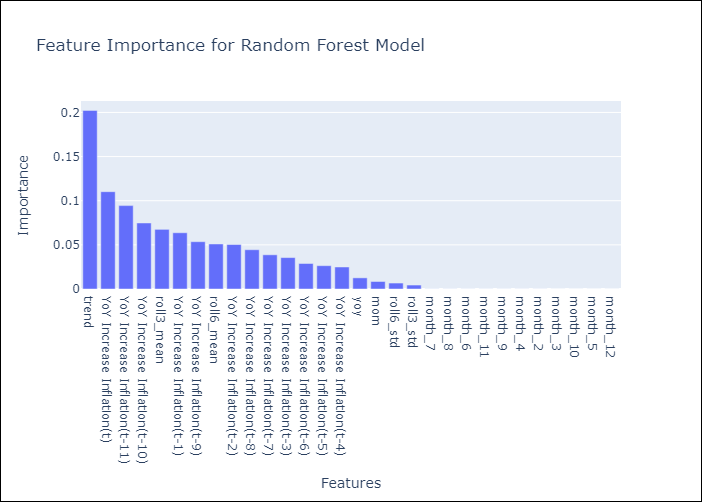 Feature Importance for Random Forest Model
Importance
0.2
0.15
0.1
0.05
0
trend
YoY Increase Inflation(t)
YoY Increase Inflation(t-11)
YoY Increase Inflation(t-10)
roll3_mean
YoY Increase Inflation(t-1)
YoY Increase Inflation(t-9)
roll6_mean
YoY Increase Inflation(t-2)
YoY Increase Inflation(t-8)
YoY Increase Inflation(t-7)
YoY Increase Inflation(t-3)
YoY Increase Inflation(t-6)
YoY Increase Inflation(t-5)
YoY Increase Inflation(t-4)
yoy
mom
roll6_std
roll3_std
month_7
month_8
month_6
month_11
month_9
month_4
month_2
month_3
month_10
month_5
month_12
Features